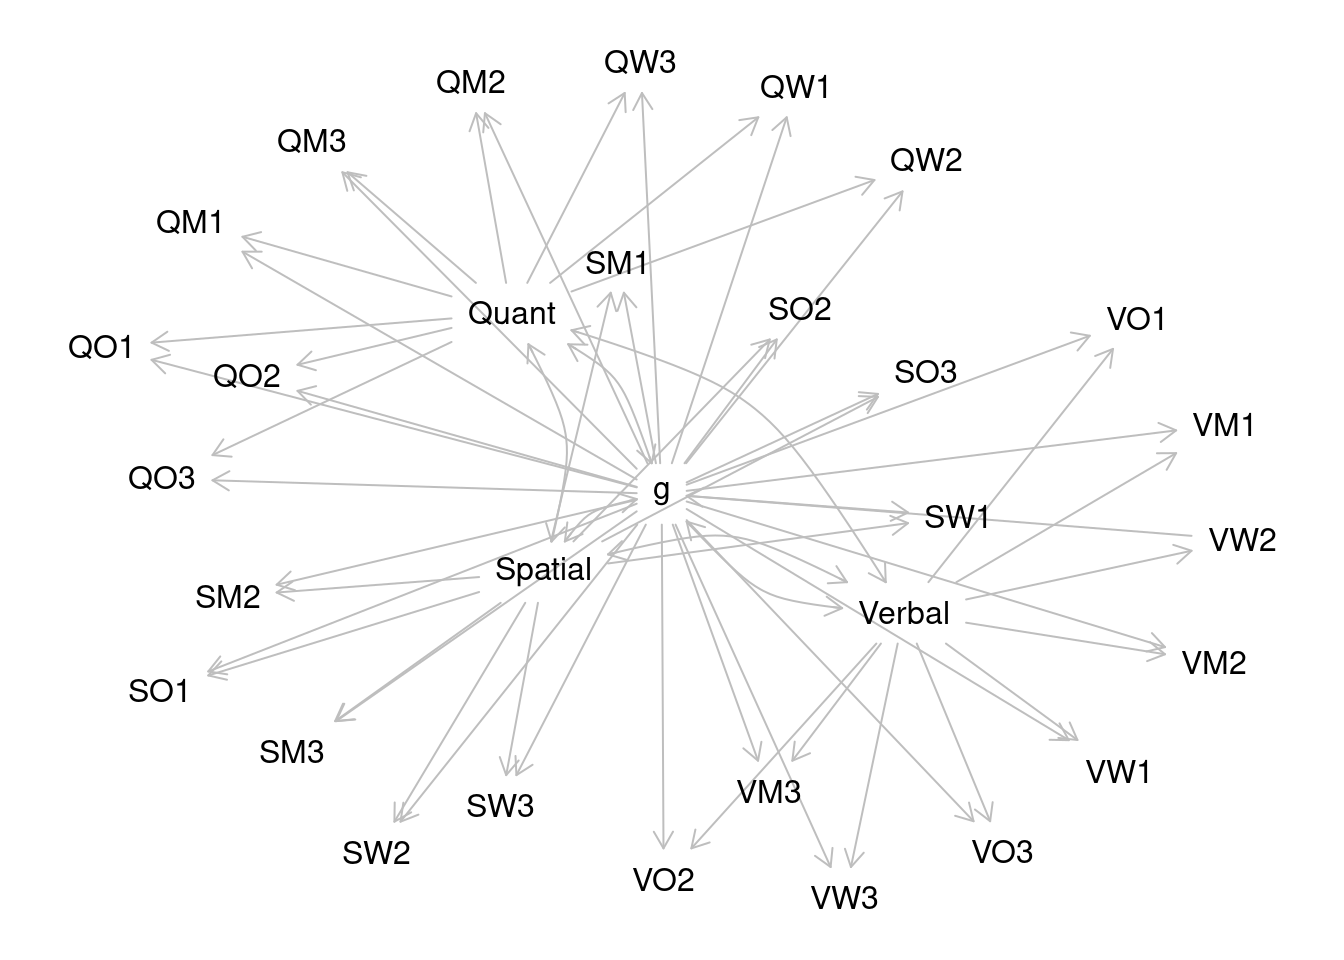 QW3
QM2
QW1
QM3
QW2
QM1
SM1
SO2
Quant
VO1
QO1
SO3
QO2
VM1
QO3
g
SW1
VW2
Spatial
SM2
Verbal
VM2
SO1
SM3
VW1
VM3
SW3
SW2
VO3
VO2
VW3